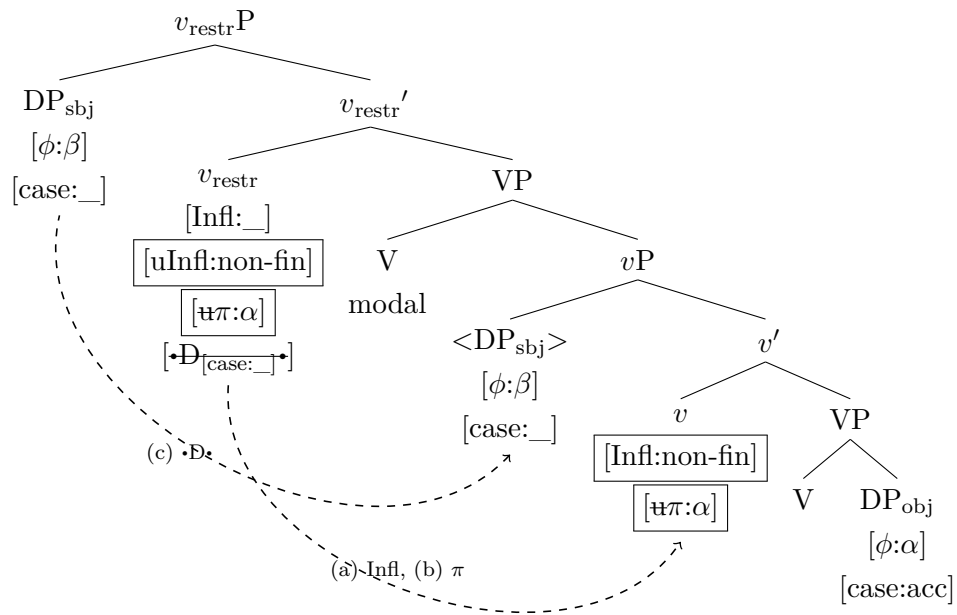 v_restrP
DP_sbj v_restr'
[ϕ:β]
[case:_]
v_restr VP
[Infl:_]
[uInfl:non-fin]
[uπ:α]
[•D_[case:_]•]
V vP
modal
<DP_sbj> v'
[ϕ:β]
[case:_]
v VP
[Infl:non-fin]
[uπ:α]
V DP_obj
[ϕ:α]
[case:acc]
(c) •D•
(a) Infl, (b) π